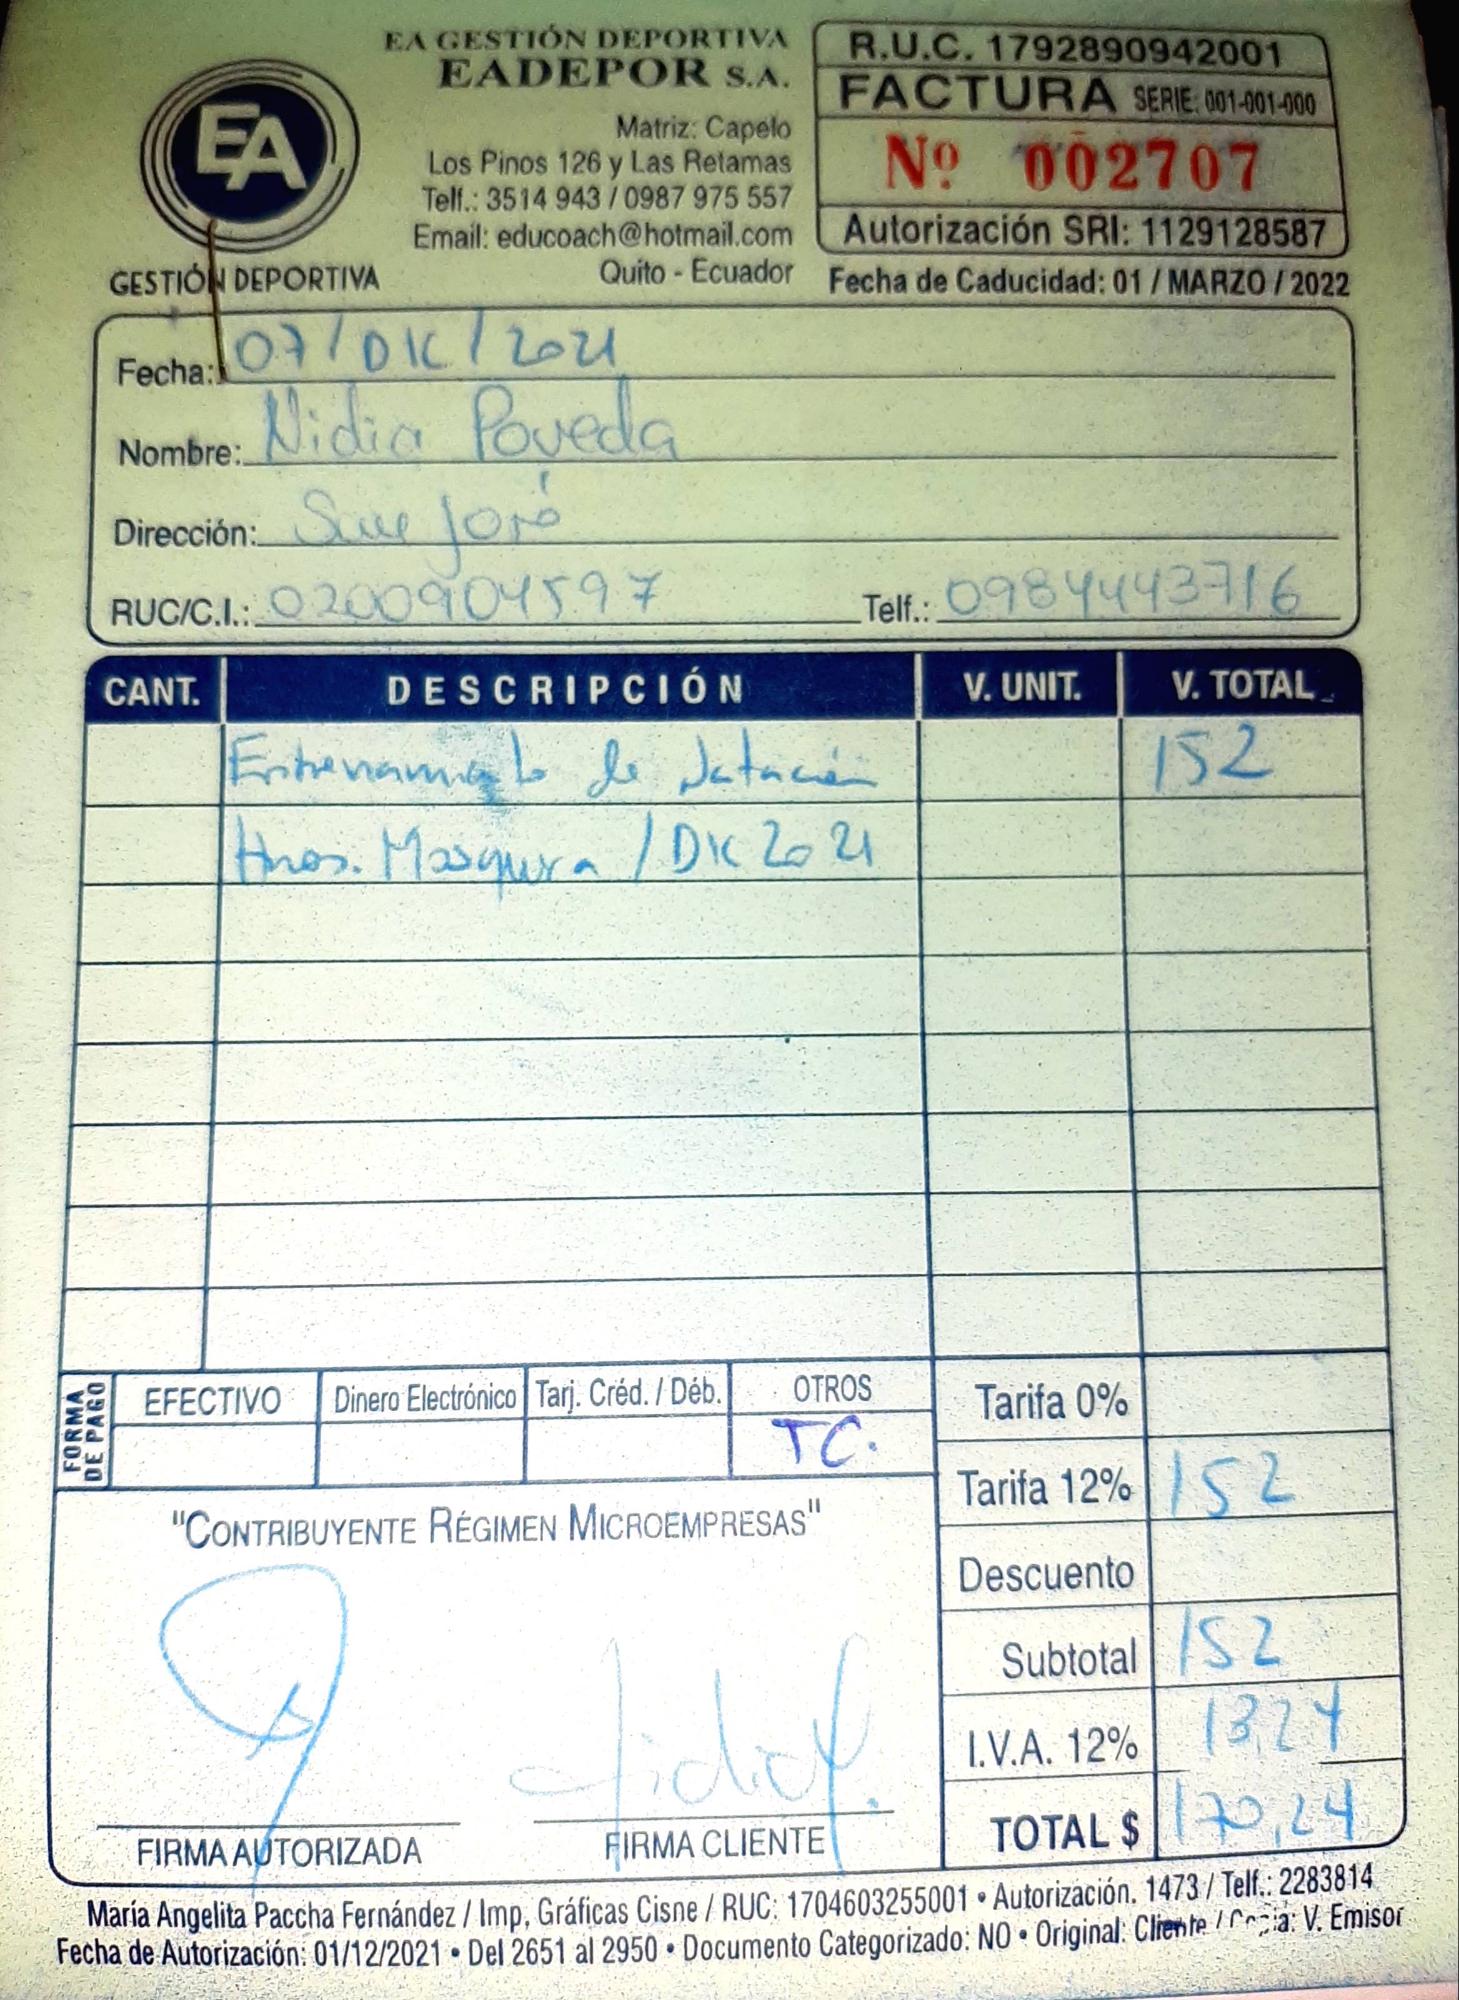 EA GESTIÓN DEPORTIVA
EADEPOR S.A.
Matriz: Capelo
Los Pinos 126 y Las Retamas
Telf.: 3514 943 / 0987 975 557
Email: educoach@hotmail.com
Quito - Ecuador
EA
GESTIÓN DEPORTIVA
R.U.C. 1792890942001
FACTURA SERIE: 001-001-000
Nº 002707
Autorización SRI: 1129128587
Fecha de Caducidad: 01 / MARZO / 2022
Fecha: 07/DIC/2021
Nombre: Nidia Poveda
Dirección: San José
RUC/C.I.: 0200904597 Telf.: 0984443716
CANT. DESCRIPCIÓN V. UNIT. V. TOTAL
Entrenamiento de Natación 152
Hnos. Mosquera / DIC 2021
FORMA DE PAGO EFECTIVO Dinero Electrónico Tarj. Créd. / Déb. OTROS
TC.
Tarifa 0%
Tarifa 12% 152
Descuento
Subtotal 152
I.V.A. 12%
TOTAL $ 170,24
"CONTRIBUYENTE RÉGIMEN MICROEMPRESAS"
FIRMA AUTORIZADA FIRMA CLIENTE
María Angelita Paccha Fernández / Imp, Gráficas Cisne / RUC: 1704603255001 • Autorización. 1473 / Telf.: 2283814
Fecha de Autorización: 01/12/2021 • Del 2651 al 2950 • Documento Categorizado: NO • Original: Cliente / Copia: V. Emisor